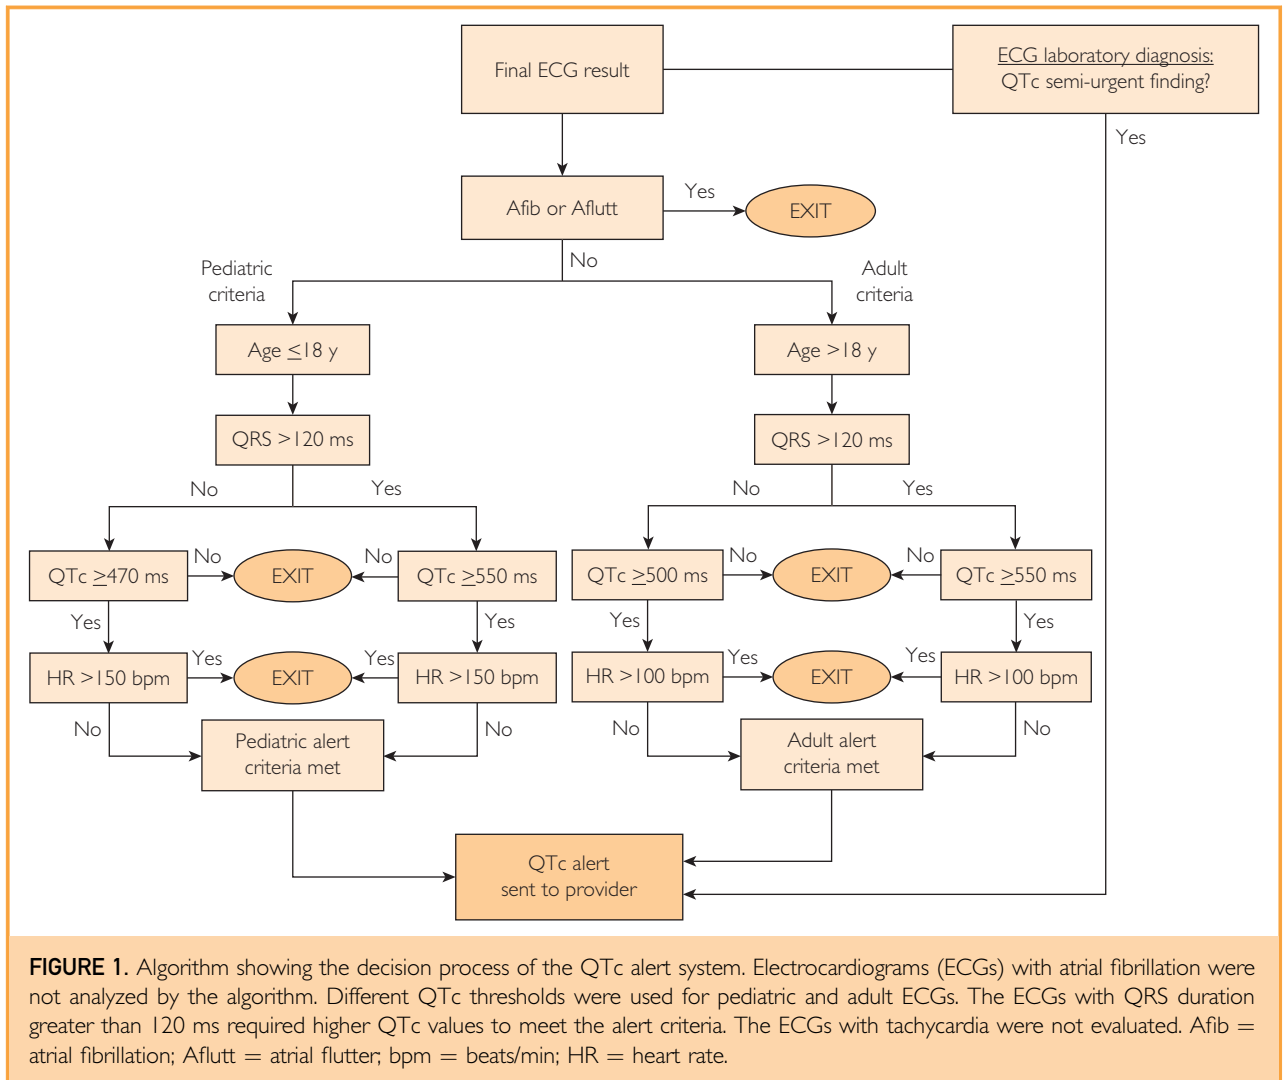 Final ECG result
ECG laboratory diagnosis:
QTc semi-urgent finding?
Yes
Afib or Aflutt
Yes
EXIT
No
Pediatric
criteria
Adult
criteria
Age ≤18 y
Age >18 y
QRS >120 ms
QRS >120 ms
No
Yes
No
Yes
QTc ≥470 ms
No
EXIT
No
QTc ≥550 ms
QTc ≥500 ms
No
EXIT
No
QTc ≥550 ms
Yes
Yes
Yes
Yes
HR >150 bpm
Yes
EXIT
Yes
HR >150 bpm
HR >100 bpm
Yes
EXIT
Yes
HR >100 bpm
No
Pediatric alert
criteria met
No
No
Adult alert
criteria met
No
QTc alert
sent to provider
FIGURE 1. Algorithm showing the decision process of the QTc alert system. Electrocardiograms (ECGs) with atrial fibrillation were
not analyzed by the algorithm. Different QTc thresholds were used for pediatric and adult ECGs. The ECGs with QRS duration
greater than 120 ms required higher QTc values to meet the alert criteria. The ECGs with tachycardia were not evaluated. Afib =
atrial fibrillation; Aflutt = atrial flutter; bpm = beats/min; HR = heart rate.